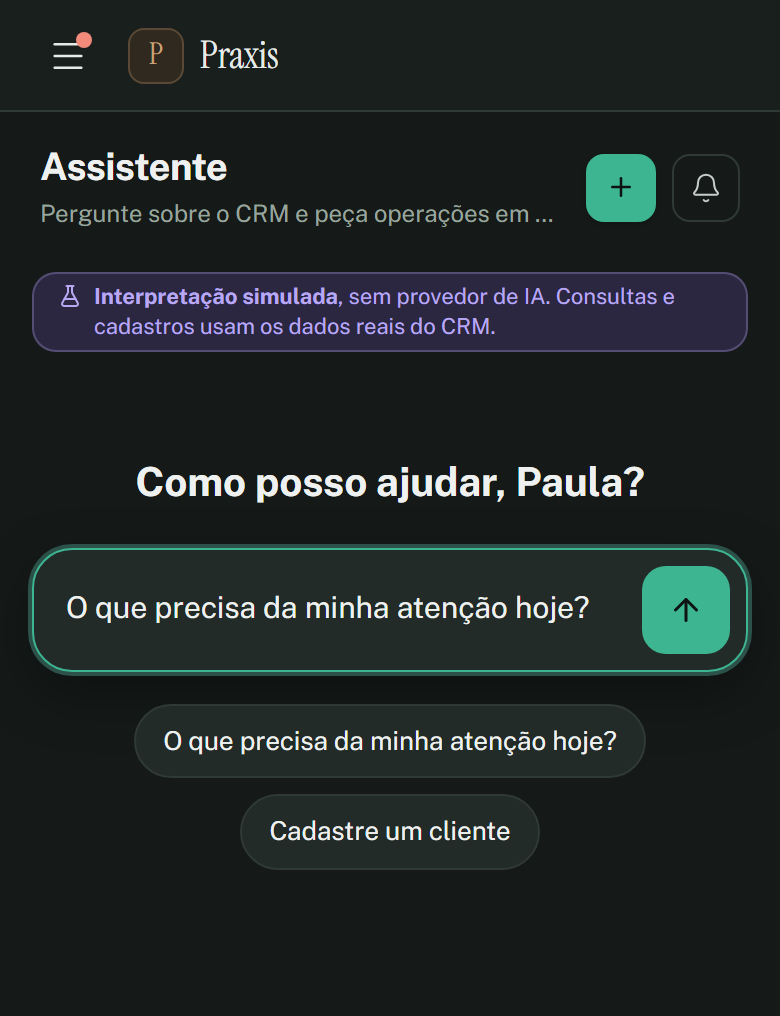 P
Praxis
Assistente
Pergunte sobre o CRM e peça operações em ...
Interpretação simulada, sem provedor de IA. Consultas e
cadastros usam os dados reais do CRM.
Como posso ajudar, Paula?
O que precisa da minha atenção hoje?
O que precisa da minha atenção hoje?
Cadastre um cliente